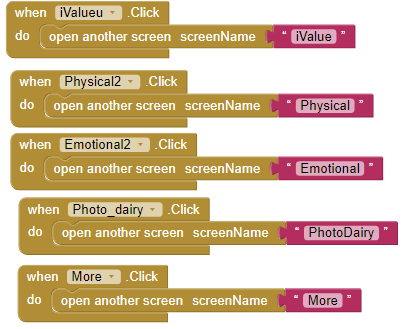 when iValueu .Click
do open another screen screenName " iValue "
when Physical2 .Click
do open another screen screenName " Physical "
when Emotional2 .Click
do open another screen screenName " Emotional "
when Photo_dairy .Click
do open another screen screenName " PhotoDairy "
when More .Click
do open another screen screenName " More "